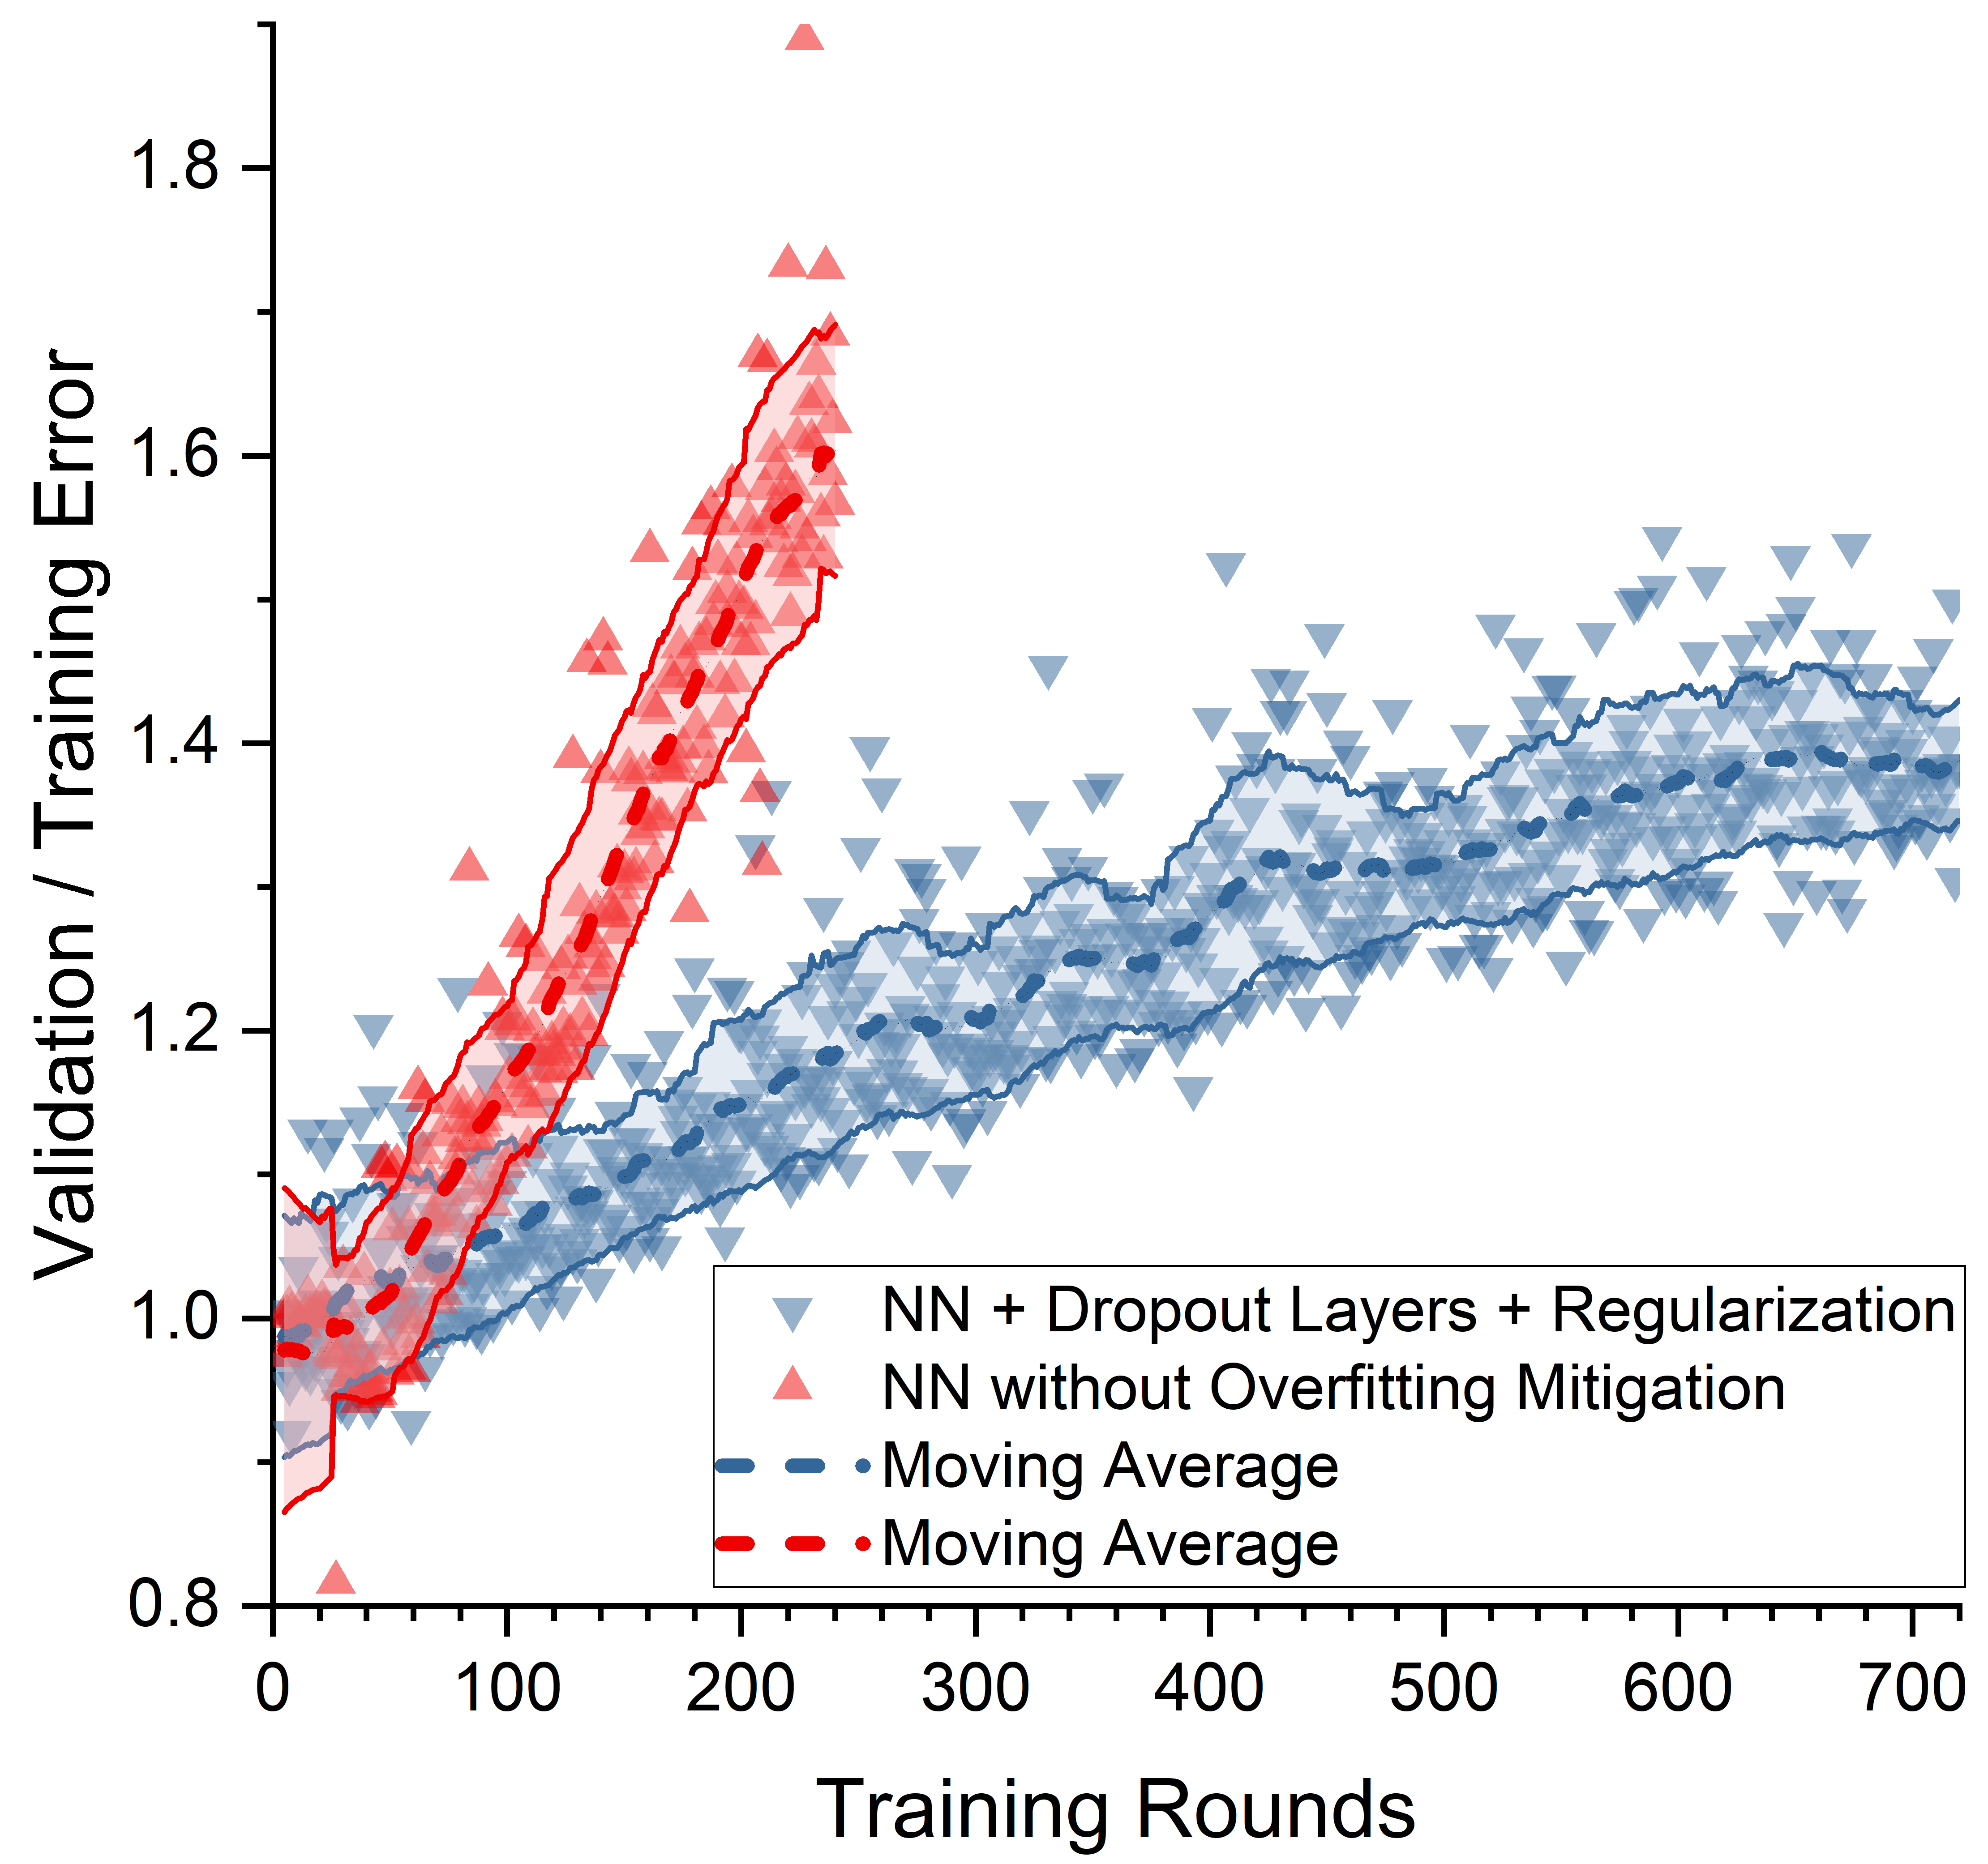 Validation / Training Error
1.8
1.6
1.4
1.2
1.0
0.8
NN + Dropout Layers + Regularization
NN without Overfitting Mitigation
Moving Average
Moving Average
0 100 200 300 400 500 600 700
Training Rounds